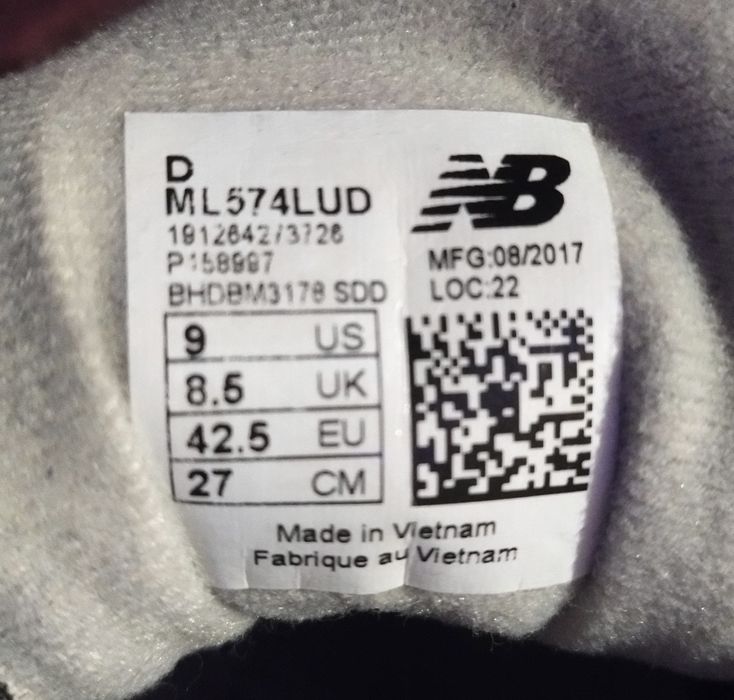 D
ML574LUD
1912642/3726
P158997
BHDBM3178 SDD
NB
MFG:08/2017
LOC:22
9 US
8.5 UK
42.5 EU
27 CM
Made in Vietnam
Fabrique au Vietnam